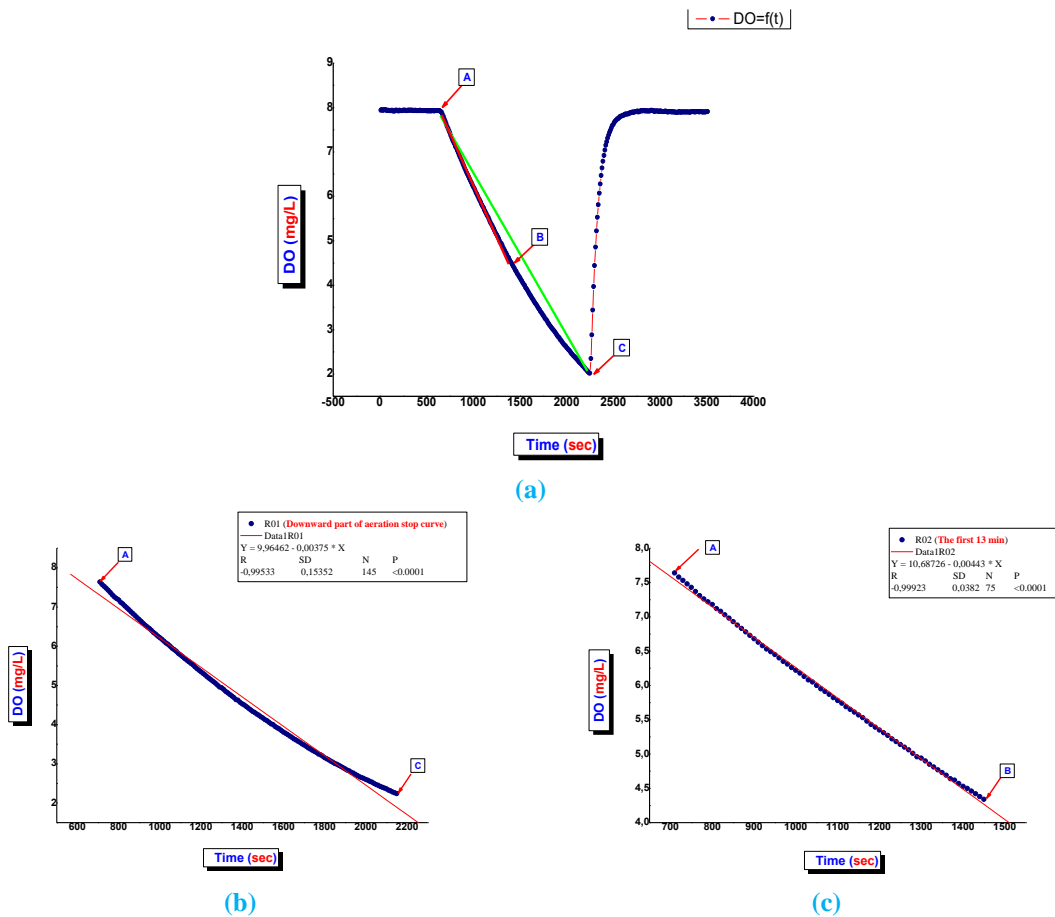 DO=f(t)
9
8
7
6
5
4
3
2
A
B
C
DO (mg/L)
-500 0 500 1000 1500 2000 2500 3000 3500 4000
Time (sec)
(a)
R01 (Downward part of aeration stop curve)
Data1R01
Y = 9,96462 - 0,00375 * X
R SD N P
-0,99533 0,15352 145 <0.0001
8
7
6
5
4
3
2
A
C
DO (mg/L)
600 800 1000 1200 1400 1600 1800 2000 2200
Time (sec)
(b)
R02 (The first 13 min)
Data1R02
Y = 10,68726 - 0,00443 * X
R SD N P
-0,99923 0,0382 75 <0.0001
8,0
7,5
7,0
6,5
6,0
5,5
5,0
4,5
4,0
A
B
DO (mg/L)
700 800 900 1000 1100 1200 1300 1400 1500
Time (sec)
(c)